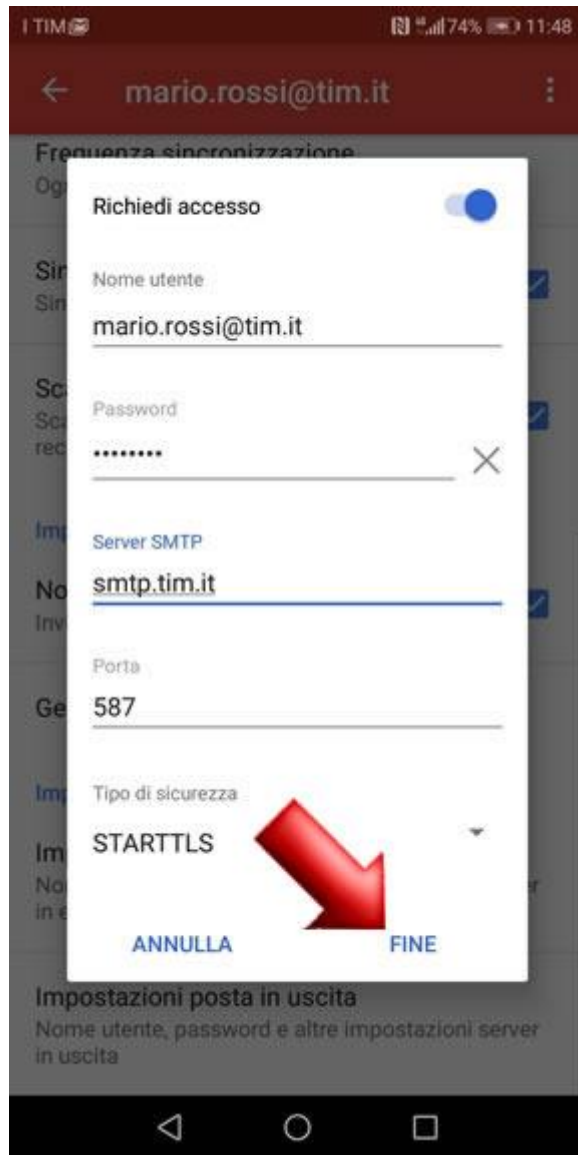 I TIM 74% 11:48
mario.rossi@tim.it
Frequenza sincronizzazione
Richiedi accesso
Nome utente
mario.rossi@tim.it
Password
••••••••
Server SMTP
smtp.tim.it
Porta
587
Tipo di sicurezza
STARTTLS
ANNULLA FINE
Impostazioni posta in uscita
Nome utente, password e altre impostazioni server
in uscita